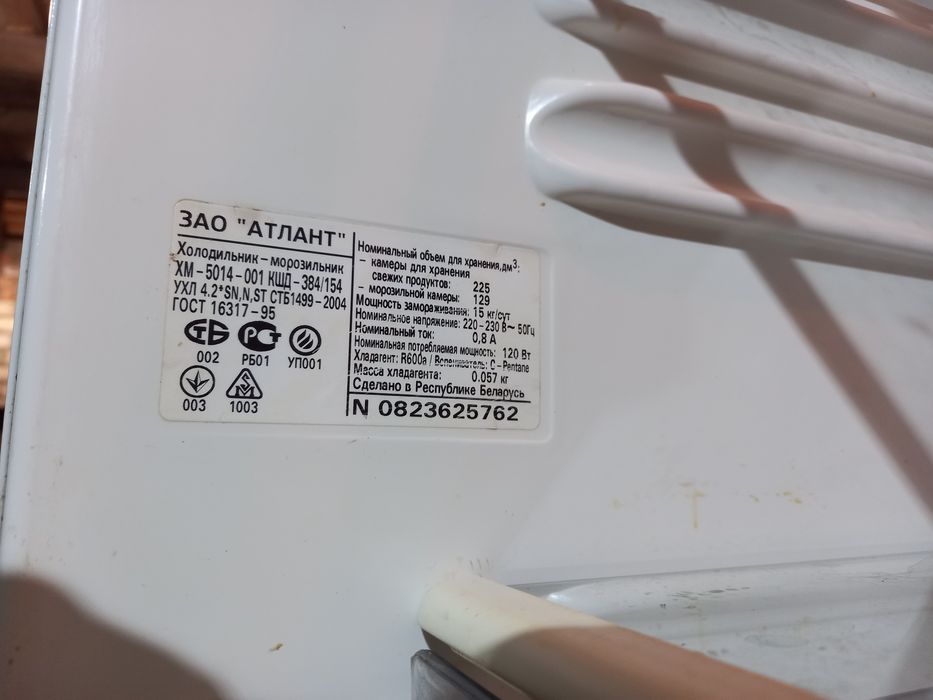 ЗАО "АТЛАНТ"
Холодильник – морозильник
ХМ – 5014 – 001 КШД – 384/154
УХЛ 4.2*SN,N,ST СТБ1499 – 2004
ГОСТ 16317 – 95
002 РБ01 УП001
003 1003
Номинальный объем для хранения,дм³:
– камеры для хранения
свежих продуктов: 225
– морозильной камеры: 129
Мощность замораживания: 15 кг/сут
Номинальное напряжение: 220 – 230 В~ 50Гц
Номинальный ток: 0,8 А
Номинальная потребляемая мощность: 120 Вт
Хладагент: R600a / Вспениватель: C – Pentane
Масса хладагента: 0.057 кг
Сделано в Республике Беларусь
N 0823625762